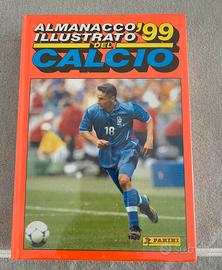 ALMANACCO '99
ILLUSTRATO
DEL
CALCIO
18
PANINI